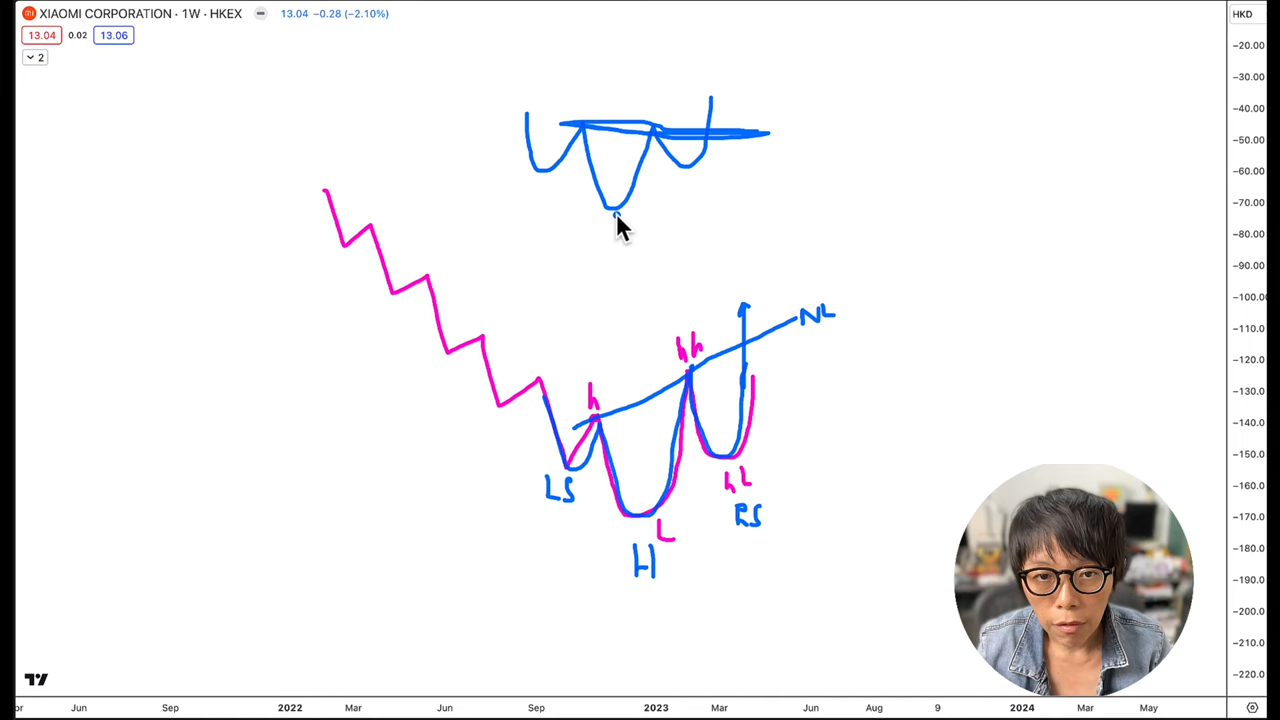 XIAOMI CORPORATION · 1W · HKEX 13.04 −0.28 (−2.10%)
HKD
13.04 0.02 13.06
2
−20.00
−30.00
−40.00
−50.00
−60.00
−70.00
−80.00
−90.00
−100.00
−110.00
−120.00
−130.00
−140.00
−150.00
−160.00
−170.00
−180.00
−190.00
−200.00
−210.00
−220.00
NL
hh
h
LS
hL
RS
L
H
Jun Sep 2022 Mar Jun Sep 2023 Mar Jun Aug 9 2024 Mar May